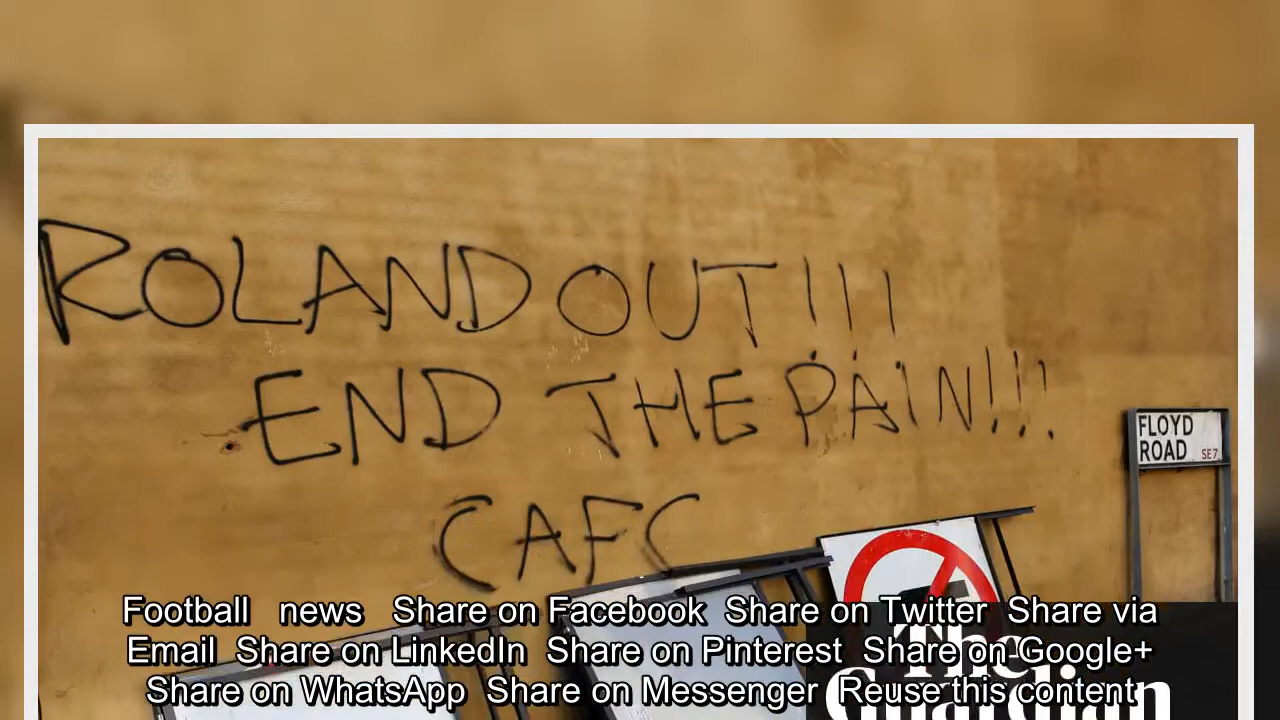 ROLAND OUT!!!
END THE PAIN!!!
CAFC
FLOYD
ROAD SE7
Football news Share on Facebook Share on Twitter Share via
Email Share on LinkedIn Share on Pinterest Share on Google+
Share on WhatsApp Share on Messenger Reuse this content
The
Guardian